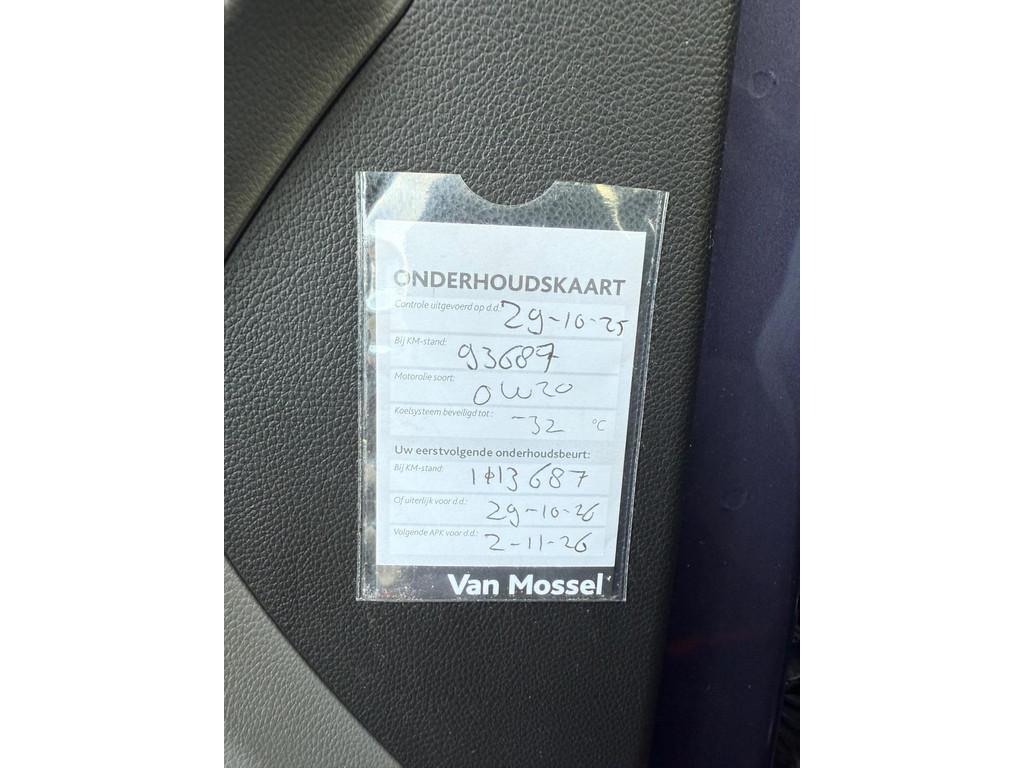 ONDERHOUDSKAART
Controle uitgevoerd op d.d.: 29-10-25
Bij KM-stand: 93687
Motorolie soort: 0W20
Koelsysteem beveiligd tot: -32 °C
Uw eerstvolgende onderhoudsbeurt:
Bij KM-stand: 113687
Of uiterlijk voor d.d.: 29-10-26
Volgende APK voor d.d.: 2-11-26
Van Mossel